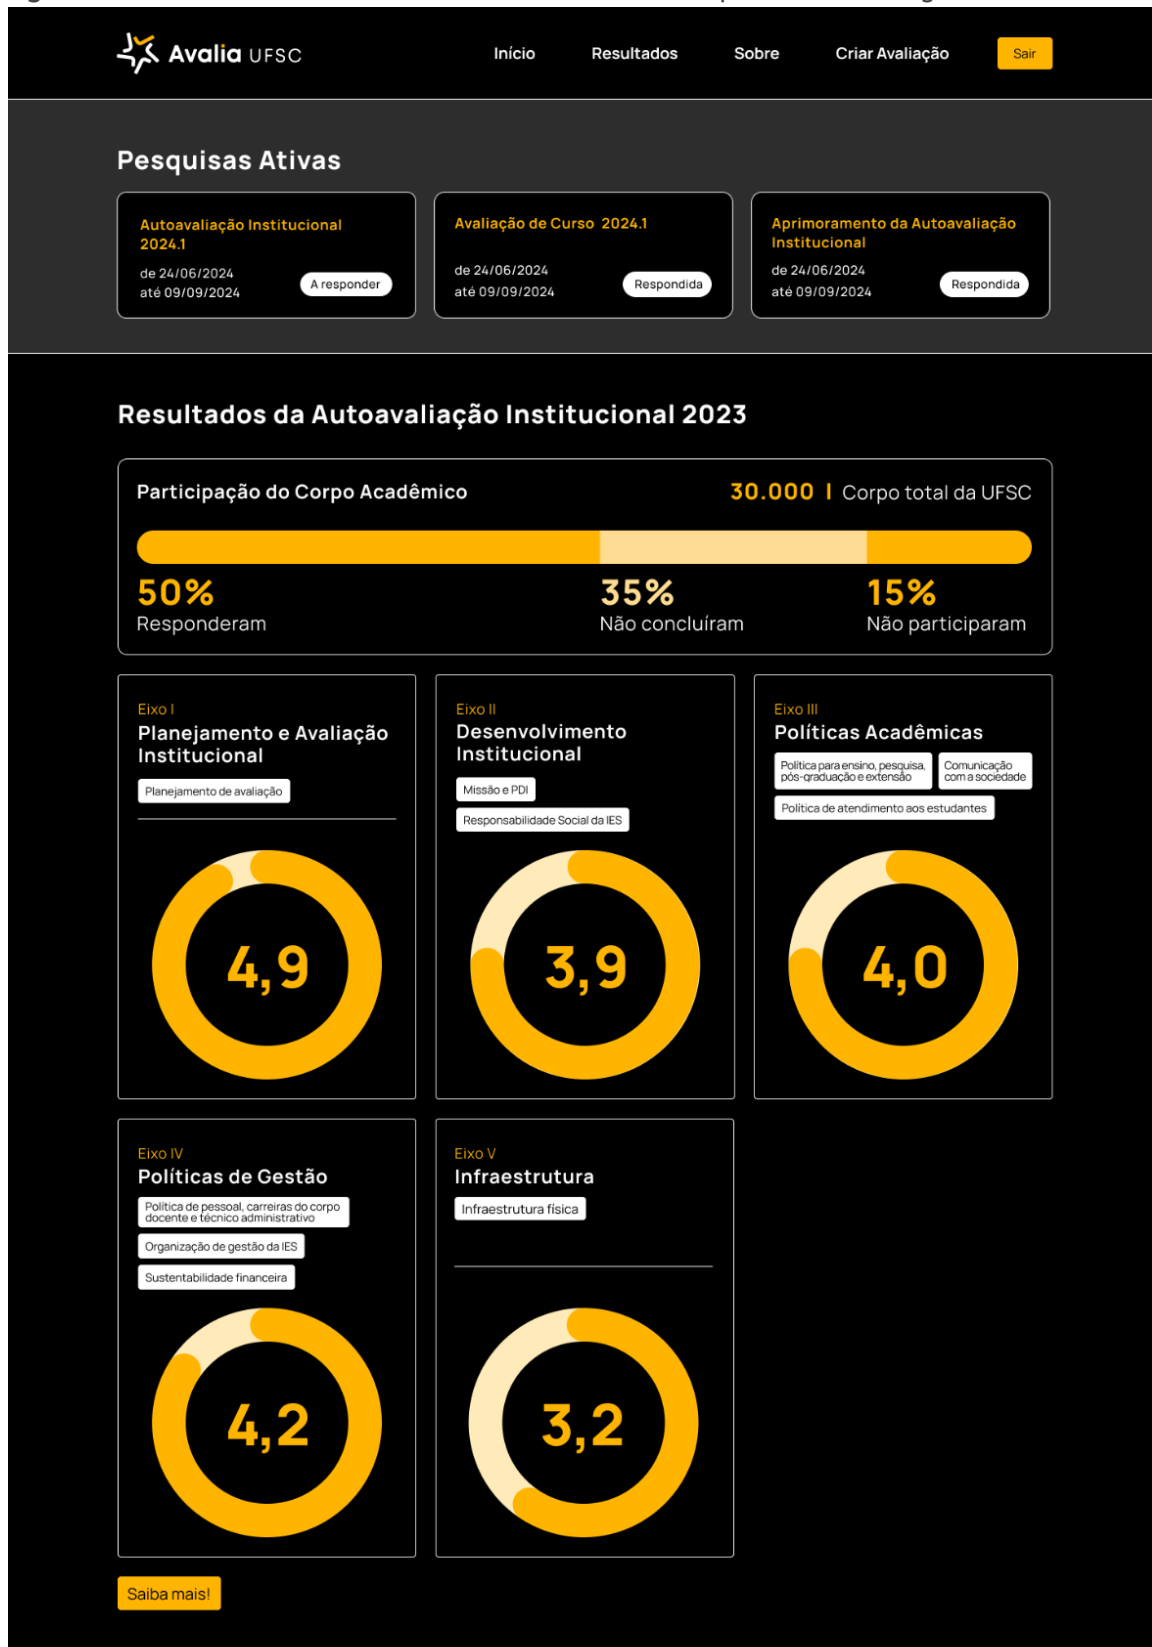 Avalia UFSC
Início
Resultados
Sobre
Criar Avaliação
Sair
Pesquisas Ativas
Autoavaliação Institucional
2024.1
de 24/06/2024
até 09/09/2024
A responder
Avaliação de Curso 2024.1
de 24/06/2024
até 09/09/2024
Respondida
Aprimoramento da Autoavaliação
Institucional
de 24/06/2024
até 09/09/2024
Respondida
Resultados da Autoavaliação Institucional 2023
Participação do Corpo Acadêmico
30.000 | Corpo total da UFSC
50%
Responderam
35%
Não concluíram
15%
Não participaram
Eixo I
Planejamento e Avaliação
Institucional
Planejamento de avaliação
4,9
Eixo II
Desenvolvimento
Institucional
Missão e PDI
Responsabilidade Social da IES
3,9
Eixo III
Políticas Acadêmicas
Política para ensino, pesquisa,
pós-graduação e extensão
Comunicação
com a sociedade
Política de atendimento aos estudantes
4,0
Eixo IV
Políticas de Gestão
Política de pessoal, carreiras do corpo
docente e técnico administrativo
Organização de gestão da IES
Sustentabilidade financeira
4,2
Eixo V
Infraestrutura
Infraestrutura física
3,2
Saiba mais!